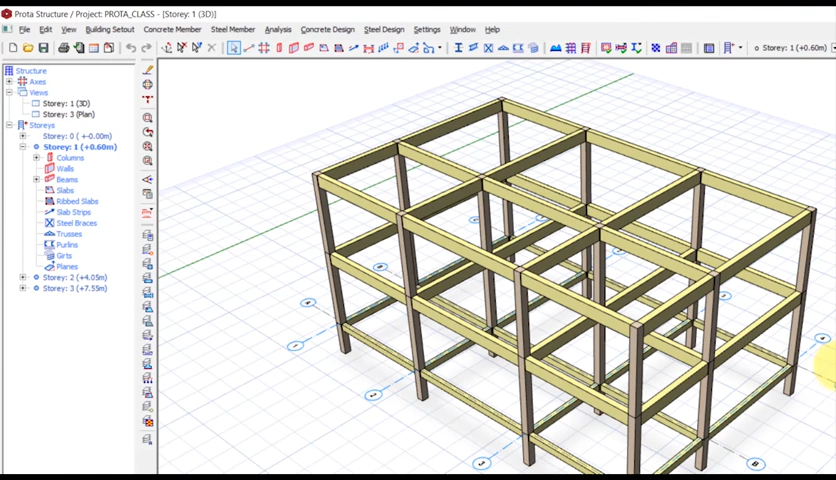 Prota Structure / Project: PROTA_CLASS - [Storey: 1 (3D)]
File Edit View Building Setout Concrete Member Steel Member Analysis Concrete Design Steel Design Settings Window Help
Storey: 1 (+0.60m)
Structure
Axes
Views
Storey: 1 (3D)
Storey: 3 (Plan)
Storeys
Storey: 0 ( +-0.00m)
Storey: 1 (+0.60m)
Columns
Walls
Beams
Slabs
Ribbed Slabs
Slab Strips
Steel Braces
Trusses
Purlins
Girts
Planes
Storey: 2 (+4.05m)
Storey: 3 (+7.55m)